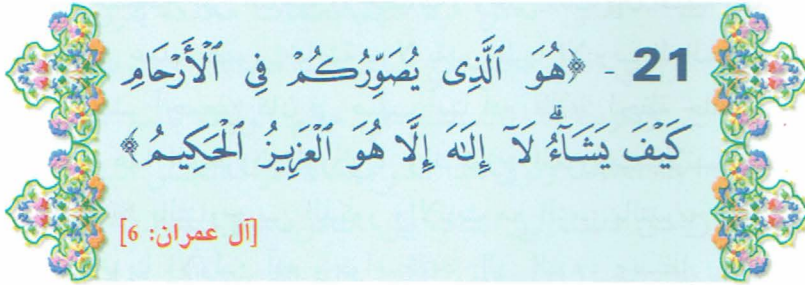 21 - ﴿هُوَ ٱلَّذِى يُصَوِّرُكُمْ فِى ٱلْأَرْحَامِ
كَيْفَ يَشَآءُ ۚ لَآ إِلَٰهَ إِلَّا هُوَ ٱلْعَزِيزُ ٱلْحَكِيمُ﴾
[آل عمران: 6]